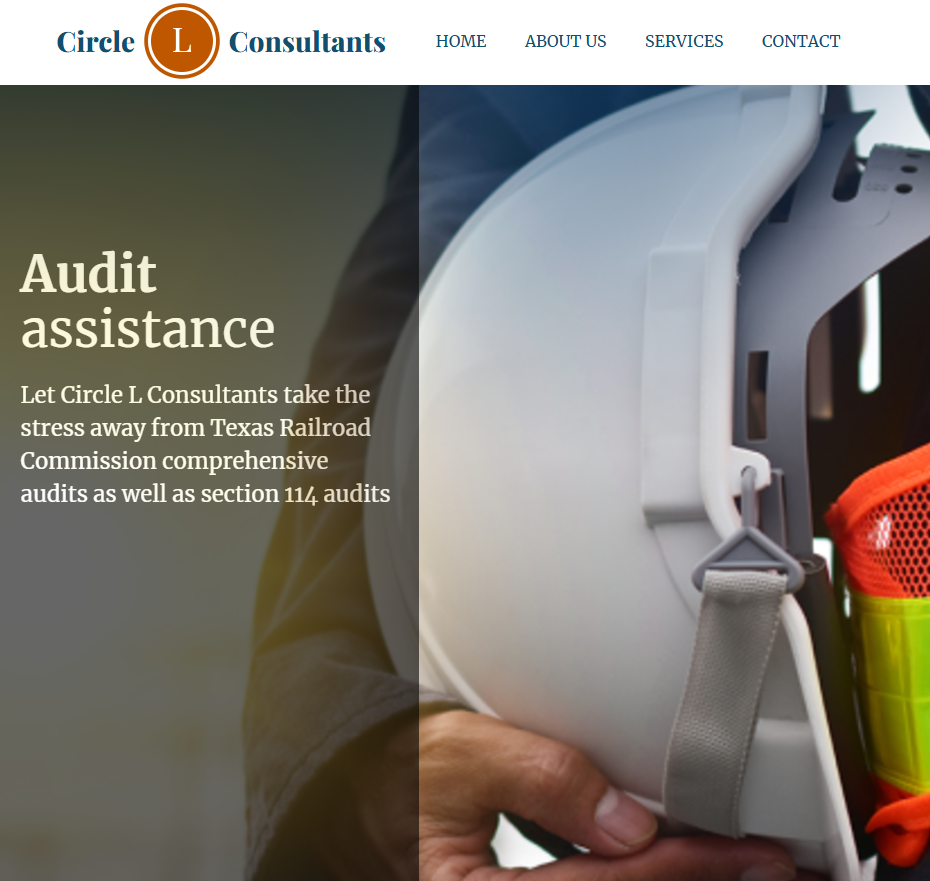 Circle L Consultants HOME ABOUT US SERVICES CONTACT
Audit
assistance
Let Circle L Consultants take the
stress away from Texas Railroad
Commission comprehensive
audits as well as section 114 audits